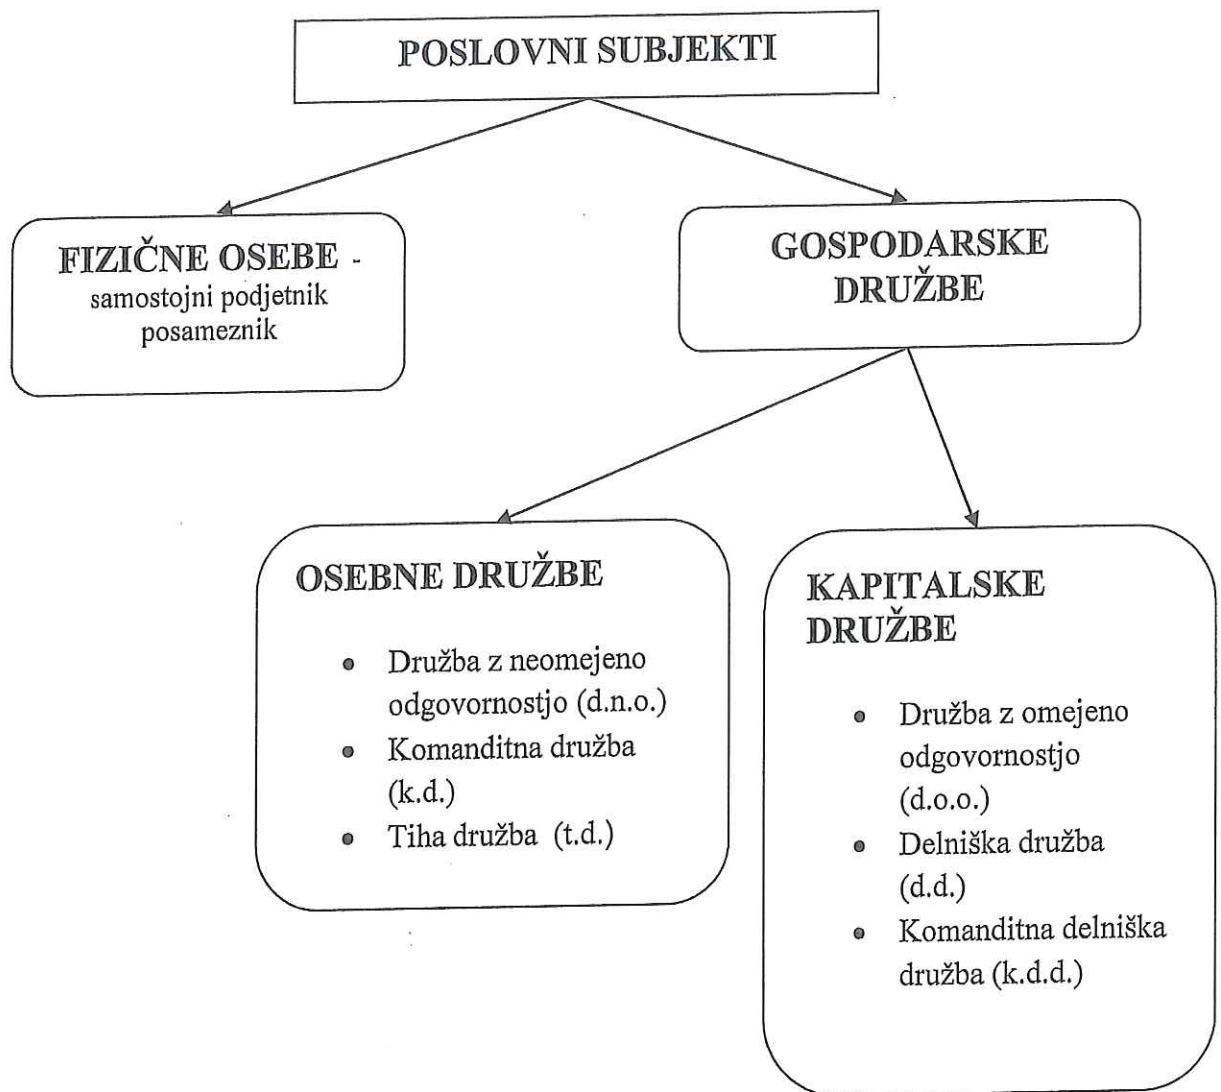 POSLOVNI SUBJEKTI
FIZIČNE OSEBE -
samostojni podjetnik
posameznik
GOSPODARSKE
DRUŽBE
OSEBNE DRUŽBE
• Družba z neomejeno
odgovornostjo (d.n.o.)
• Komanditna družba
(k.d.)
• Tiha družba (t.d.)
KAPITALSKE
DRUŽBE
• Družba z omejeno
odgovornostjo
(d.o.o.)
• Delniška družba
(d.d.)
• Komanditna delniška
družba (k.d.d.)